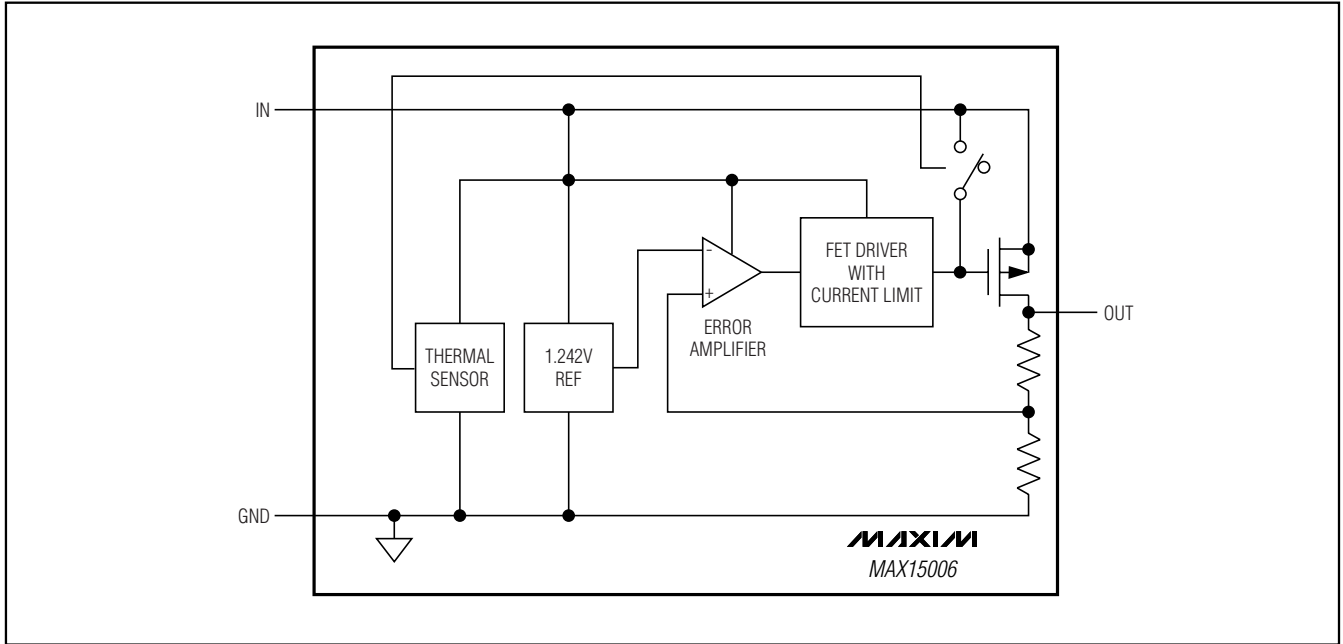 IN
-
+
FET DRIVER
WITH
CURRENT LIMIT
OUT
ERROR
AMPLIFIER
THERMAL
SENSOR
1.242V
REF
GND
MAXIM
MAX15006